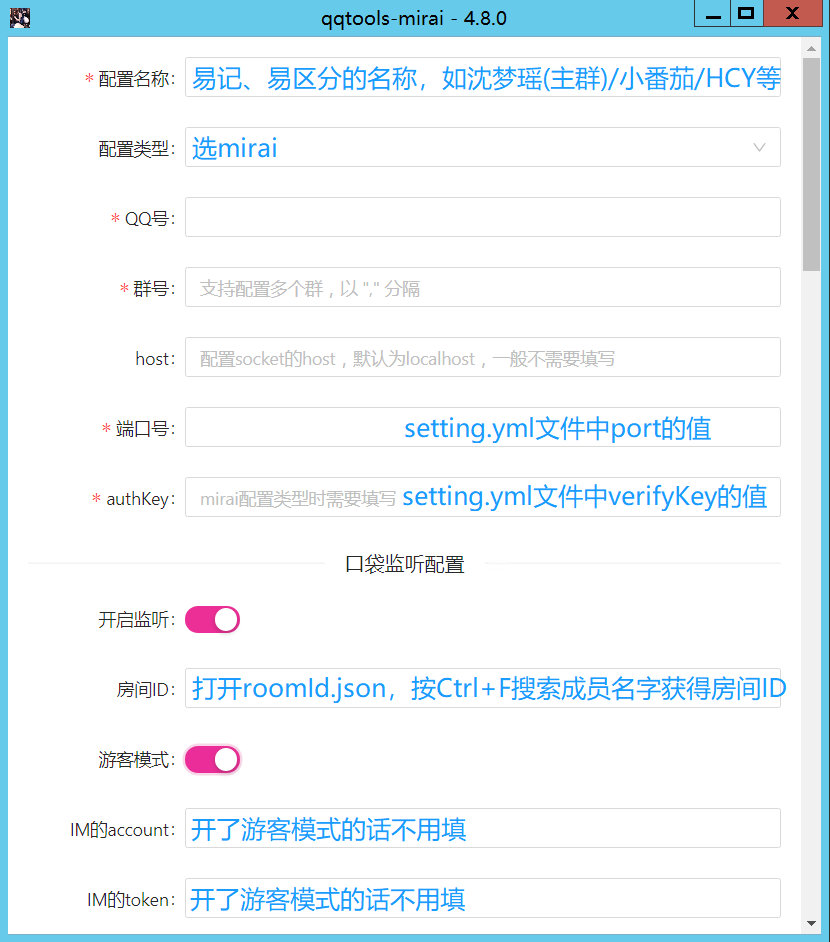 qqtools-mirai - 4.8.0
* 配置名称: 易记、易区分的名称，如沈梦瑶(主群)/小番茄/HCY等
配置类型: 选mirai
* QQ号:
* 群号: 支持配置多个群，以 "," 分隔
host: 配置socket的host，默认为localhost，一般不需要填写
* 端口号: setting.yml文件中port的值
* authKey: mirai配置类型时需要填写 setting.yml文件中verifyKey的值
口袋监听配置
开启监听:
房间ID: 打开roomId.json，按Ctrl+F搜索成员名字获得房间ID
游客模式:
IM的account: 开了游客模式的话不用填
IM的token: 开了游客模式的话不用填